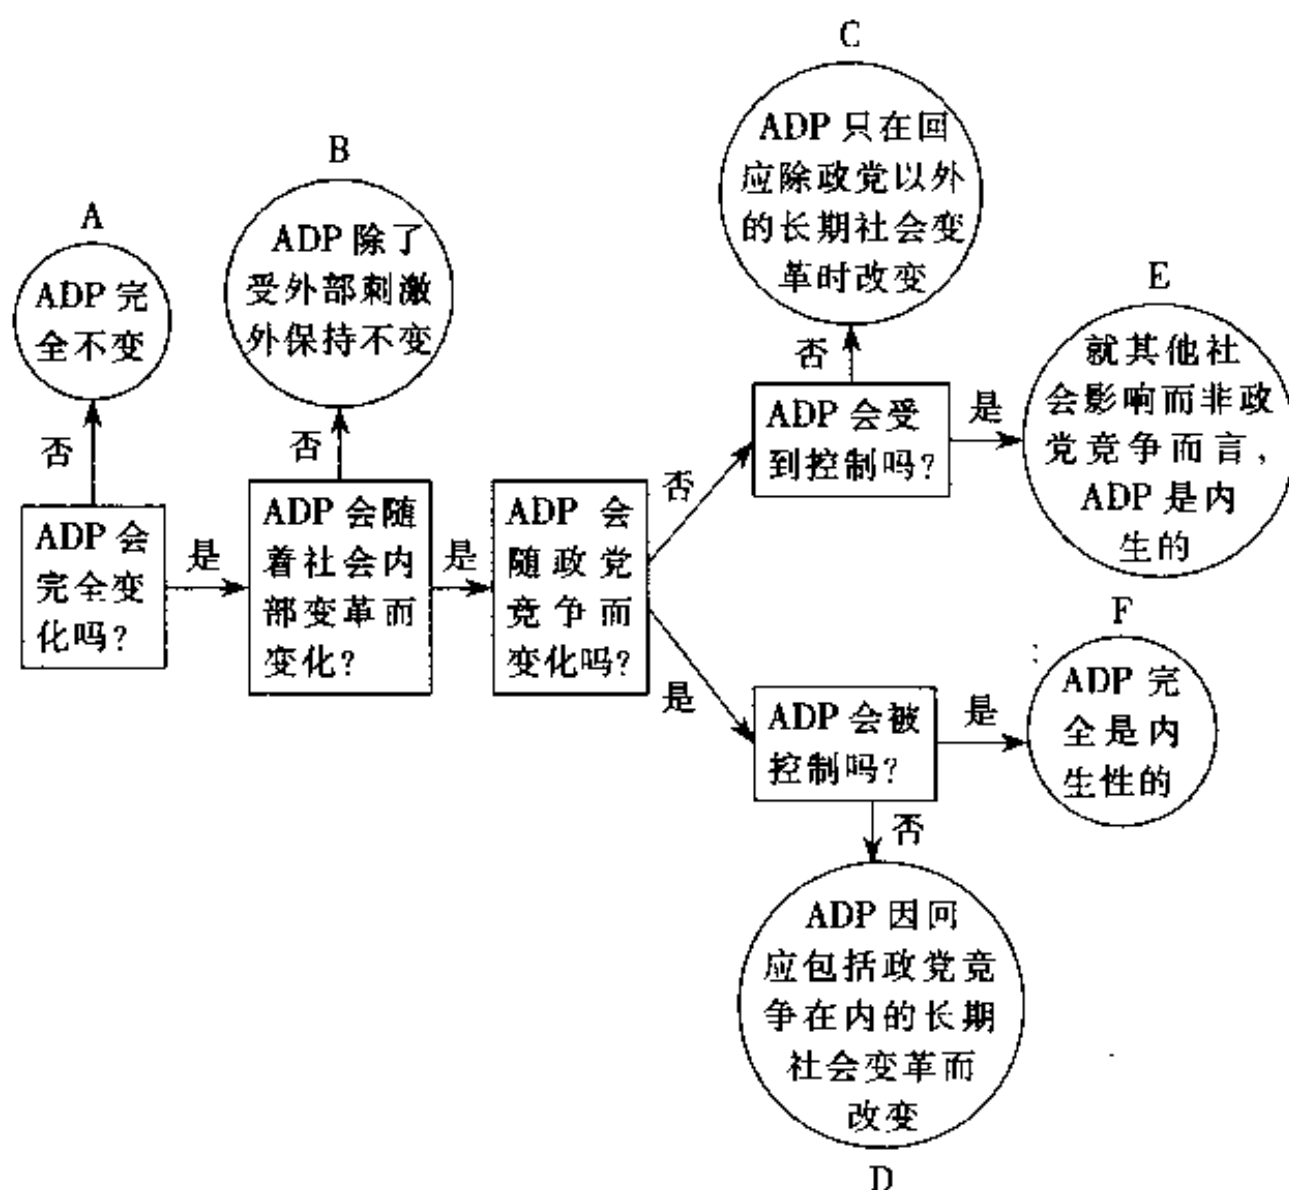 A
ADP 完
全不变
否
ADP 会
完全变
化吗?
是
B
ADP 除了
受外部刺激
外保持不变
否
ADP 会随
着社会内
部变革而
变化?
是
ADP 会
随政党
竞争而
变化吗?
否
是
C
ADP 只在回
应除政党以外
的长期社会变
革时改变
否
ADP 会受
到控制吗?
是
E
就其他社
会影响而非政
党竞争而言,
ADP 是内
生的
ADP 会被
控制吗?
是
F
ADP 完
全是内
生性的
否
ADP 因回
应包括政党竞
争在内的长期
社会变革而
改变
D